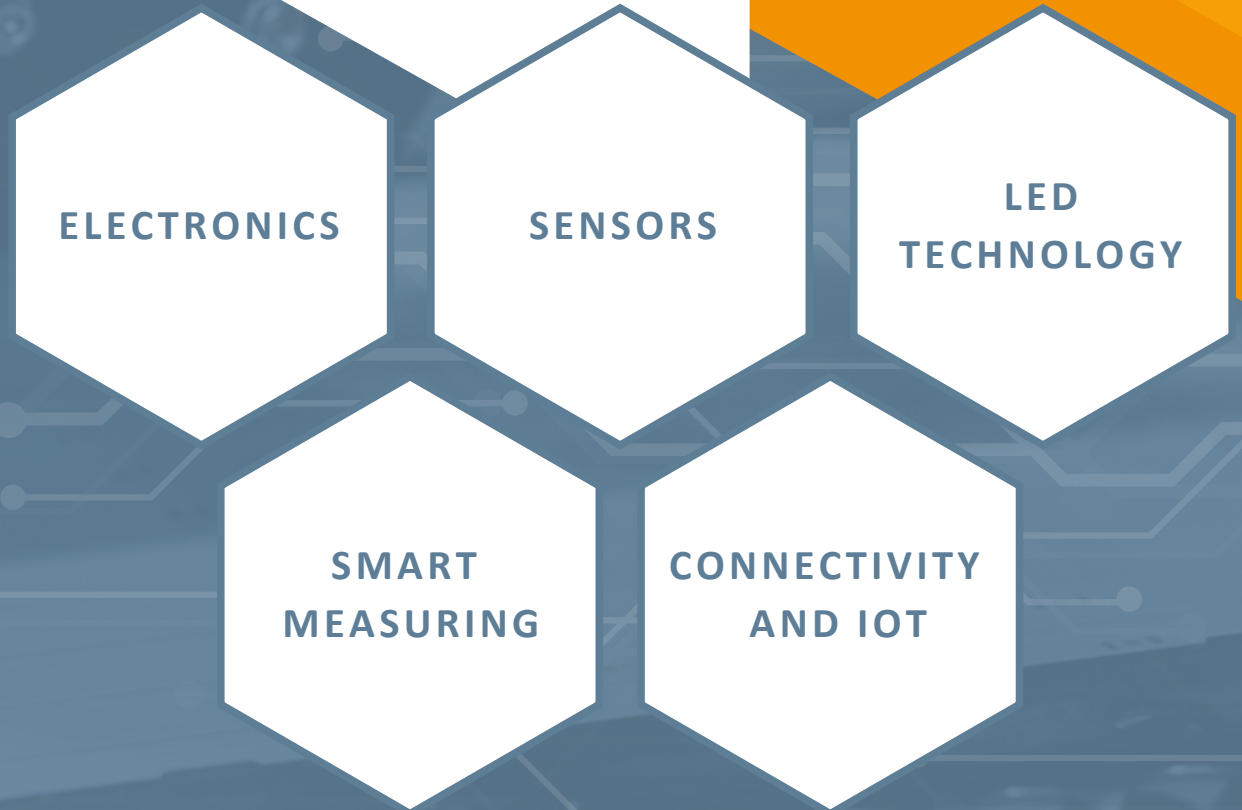 ELECTRONICS
SENSORS
LED
TECHNOLOGY
SMART
MEASURING
CONNECTIVITY
AND IOT